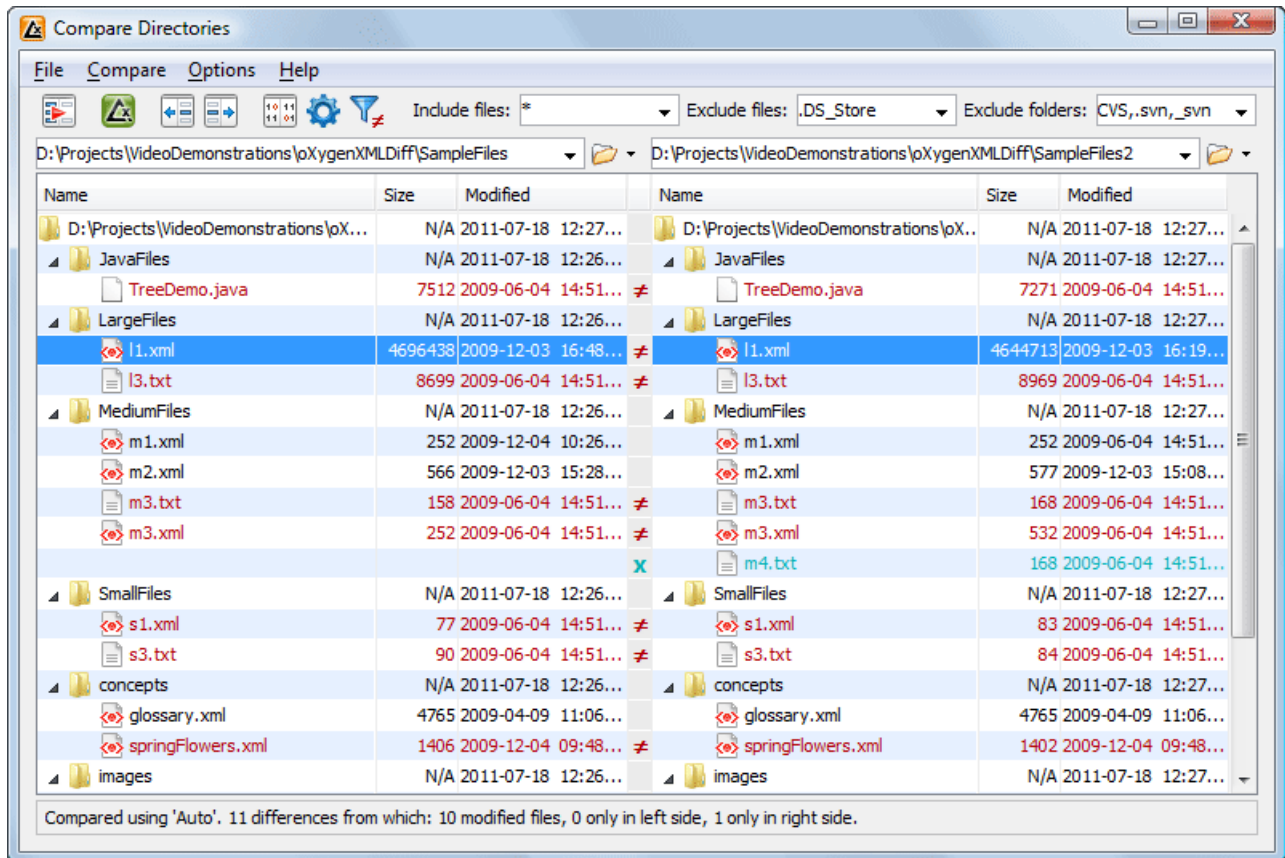 Compare Directories
File Compare Options Help
Include files: * Exclude files: .DS_Store Exclude folders: CVS,.svn,_svn
D:\Projects\VideoDemonstrations\oXygenXMLDiff\SampleFiles D:\Projects\VideoDemonstrations\oXygenXMLDiff\SampleFiles2
Name Size Modified Name Size Modified
D:\Projects\VideoDemonstrations\oX... N/A 2011-07-18 12:27... D:\Projects\VideoDemonstrations\oX.. N/A 2011-07-18 12:27...
JavaFiles N/A 2011-07-18 12:26... JavaFiles N/A 2011-07-18 12:27...
TreeDemo.java 7512 2009-06-04 14:51... ≠ TreeDemo.java 7271 2009-06-04 14:51...
LargeFiles N/A 2011-07-18 12:26... LargeFiles N/A 2011-07-18 12:27...
l1.xml 4696438 2009-12-03 16:48... ≠ l1.xml 4644713 2009-12-03 16:19...
l3.txt 8699 2009-06-04 14:51... ≠ l3.txt 8969 2009-06-04 14:51...
MediumFiles N/A 2011-07-18 12:26... MediumFiles N/A 2011-07-18 12:27...
m1.xml 252 2009-12-04 10:26... m1.xml 252 2009-06-04 14:51...
m2.xml 566 2009-12-03 15:28... m2.xml 577 2009-12-03 15:08...
m3.txt 158 2009-06-04 14:51... ≠ m3.txt 168 2009-06-04 14:51...
m3.xml 252 2009-06-04 14:51... ≠ m3.xml 532 2009-06-04 14:51...
x m4.txt 168 2009-06-04 14:51...
SmallFiles N/A 2011-07-18 12:26... SmallFiles N/A 2011-07-18 12:27...
s1.xml 77 2009-06-04 14:51... ≠ s1.xml 83 2009-06-04 14:51...
s3.txt 90 2009-06-04 14:51... ≠ s3.txt 84 2009-06-04 14:51...
concepts N/A 2011-07-18 12:26... concepts N/A 2011-07-18 12:27...
glossary.xml 4765 2009-04-09 11:06... glossary.xml 4765 2009-04-09 11:06...
springFlowers.xml 1406 2009-12-04 09:48... ≠ springFlowers.xml 1402 2009-12-04 09:48...
images N/A 2011-07-18 12:26... images N/A 2011-07-18 12:27...
Compared using 'Auto'. 11 differences from which: 10 modified files, 0 only in left side, 1 only in right side.